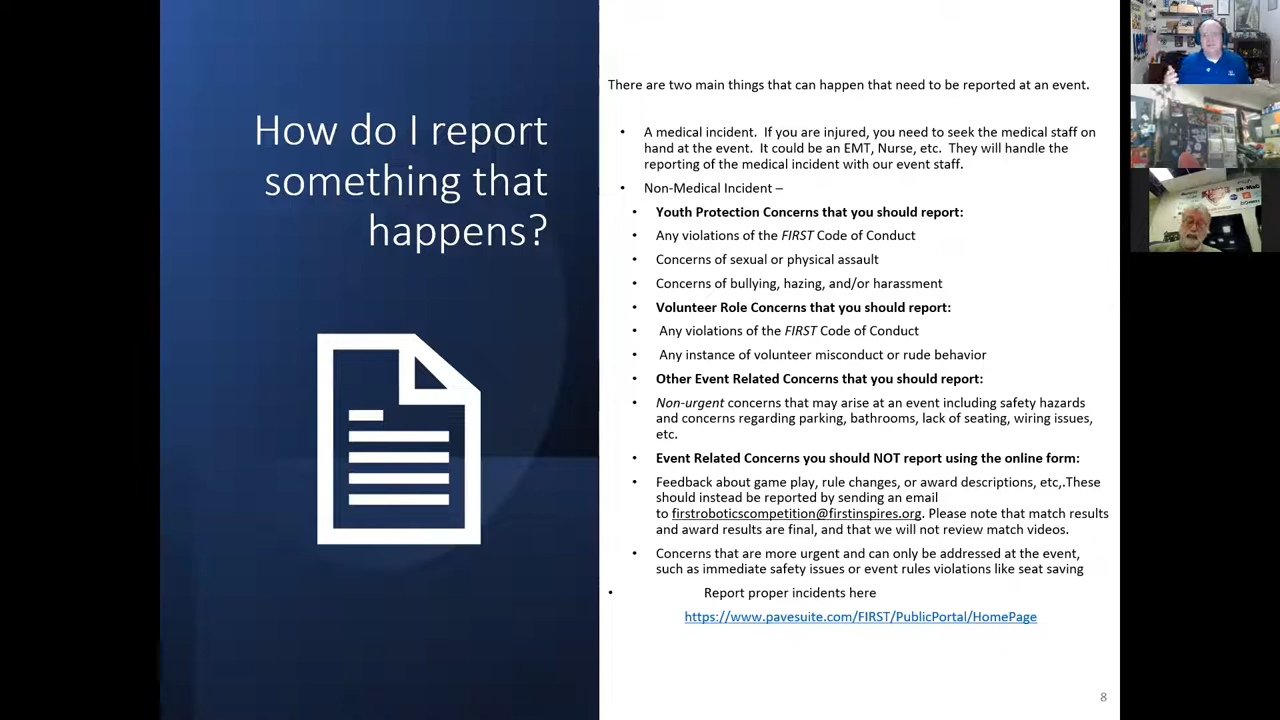 How do I report
something that
happens?
There are two main things that can happen that need to be reported at an event.
• A medical incident. If you are injured, you need to seek the medical staff on
hand at the event. It could be an EMT, Nurse, etc. They will handle the
reporting of the medical incident with our event staff.
• Non-Medical Incident –
• Youth Protection Concerns that you should report:
• Any violations of the FIRST Code of Conduct
• Concerns of sexual or physical assault
• Concerns of bullying, hazing, and/or harassment
• Volunteer Role Concerns that you should report:
• Any violations of the FIRST Code of Conduct
• Any instance of volunteer misconduct or rude behavior
• Other Event Related Concerns that you should report:
• Non-urgent concerns that may arise at an event including safety hazards
and concerns regarding parking, bathrooms, lack of seating, wiring issues,
etc.
• Event Related Concerns you should NOT report using the online form:
• Feedback about game play, rule changes, or award descriptions, etc,.These
should instead be reported by sending an email
to firstroboticscompetition@firstinspires.org. Please note that match results
and award results are final, and that we will not review match videos.
• Concerns that are more urgent and can only be addressed at the event,
such as immediate safety issues or event rules violations like seat saving
• Report proper incidents here
https://www.pavesuite.com/FIRST/PublicPortal/HomePage
8